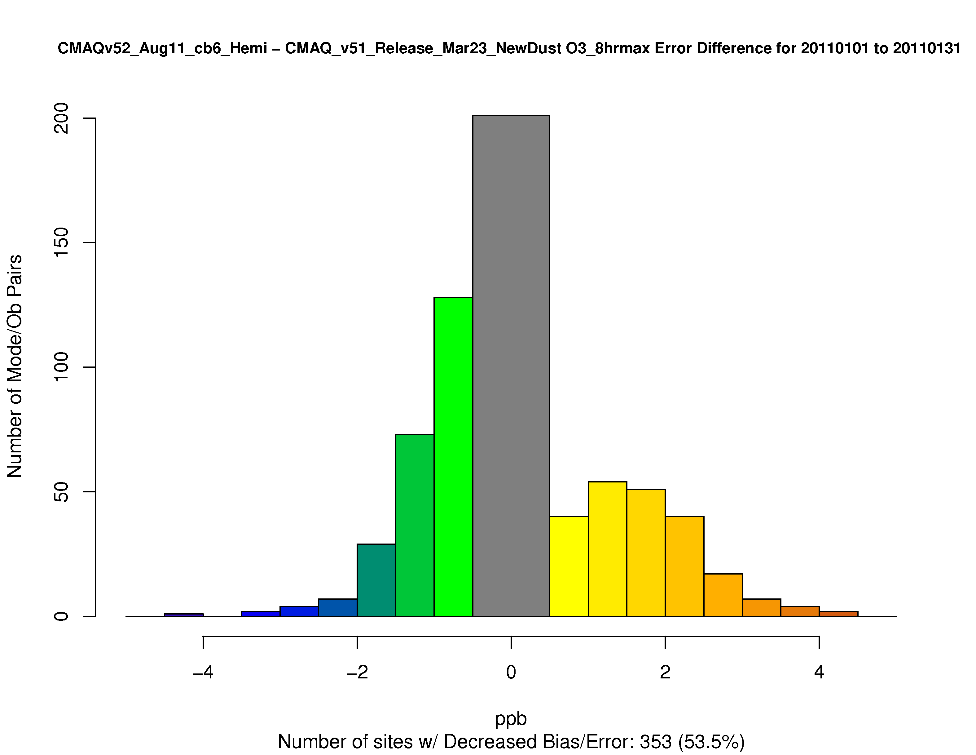 CMAQv52_Aug11_cb6_Hemi − CMAQ_v51_Release_Mar23_NewDust O3_8hrmax Error Difference for 20110101 to 20110131
200
150
100
50
0
Number of Mode/Ob Pairs
−4 −2 0 2 4
ppb
Number of sites w/ Decreased Bias/Error: 353 (53.5%)